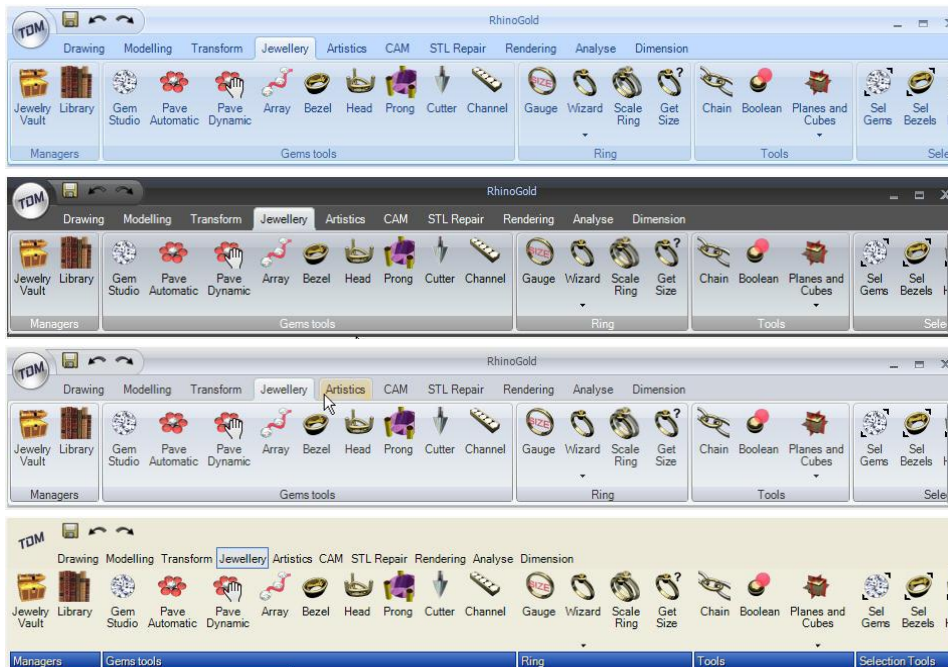 TDM
RhinoGold
Drawing Modelling Transform Jewellery Artistics CAM STL Repair Rendering Analyse Dimension
Jewelry Library Gem Pave Pave Array Bezel Head Prong Cutter Channel SIZE Gauge Wizard Scale Get Chain Boolean Planes and Sel Sel
Vault Studio Automatic Dynamic Ring Size Cubes Gems Bezels
Managers Gems tools Ring Tools Sele
TDM
RhinoGold
Drawing Modelling Transform Jewellery Artistics CAM STL Repair Rendering Analyse Dimension
Jewelry Library Gem Pave Pave Array Bezel Head Prong Cutter Channel SIZE Gauge Wizard Scale Get Chain Boolean Planes and Sel Sel
Vault Studio Automatic Dynamic Ring Size Cubes Gems Bezels H
Managers Gems tools Ring Tools Sele
TDM
RhinoGold
Drawing Modelling Transform Jewellery Artistics CAM STL Repair Rendering Analyse Dimension
Jewelry Library Gem Pave Pave Array Bezel Head Prong Cutter Channel SIZE Gauge Wizard Scale Get Chain Boolean Planes and Sel Sel
Vault Studio Automatic Dynamic Ring Size Cubes Gems Bezels H
Managers Gems tools Ring Tools Sele
TDM
Drawing Modelling Transform Jewellery Artistics CAM STL Repair Rendering Analyse Dimension
Jewelry Library Gem Pave Pave Array Bezel Head Prong Cutter Channel SIZE Gauge Wizard Scale Get Chain Boolean Planes and Sel Sel
Vault Studio Automatic Dynamic Ring Size Cubes Gems Bezels H
Managers Gems tools Ring Tools Selection Tools